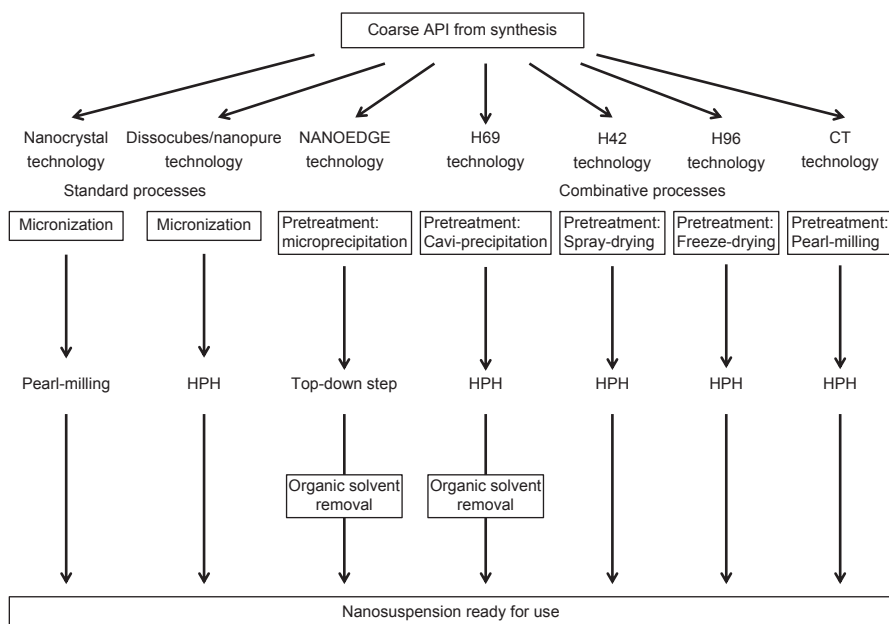 Coarse API from synthesis
Nanocrystal
technology
Dissocubes/nanopure
technology
NANOEDGE
technology
H69
technology
H42
technology
H96
technology
CT
technology
Standard processes
Combinative processes
Micronization
Micronization
Pretreatment:
microprecipitation
Pretreatment:
Cavi-precipitation
Pretreatment:
Spray-drying
Pretreatment:
Freeze-drying
Pretreatment:
Pearl-milling
Pearl-milling
HPH
Top-down step
HPH
HPH
HPH
HPH
Organic solvent
removal
Organic solvent
removal
Nanosuspension ready for use